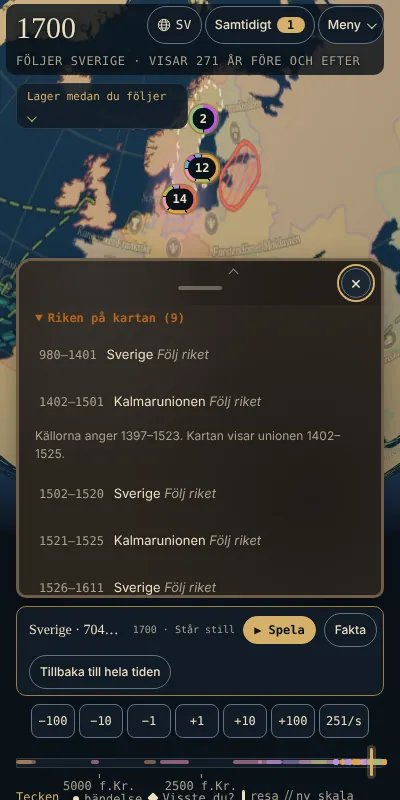 1700
SV
Samtidigt 1
Meny
FÖLJER SVERIGE · VISAR 271 ÅR FÖRE OCH EFTER
Lager medan du följer
2
12
14
▼ Riken på kartan (9)
980–1401 Sverige Följ riket
1402–1501 Kalmarunionen Följ riket
Källorna anger 1397–1523. Kartan visar unionen 1402–
1525.
1502–1520 Sverige Följ riket
1521–1525 Kalmarunionen Följ riket
1526–1611 Sverige Följ riket
Sverige · 704…
1700 · Står still
▶ Spela
Fakta
Tillbaka till hela tiden
−100
−10
−1
+1
+10
+100
251/s
5000 f.Kr.
2500 f.Kr.
Tecken
händelse
Visste du?
resa // ny skala